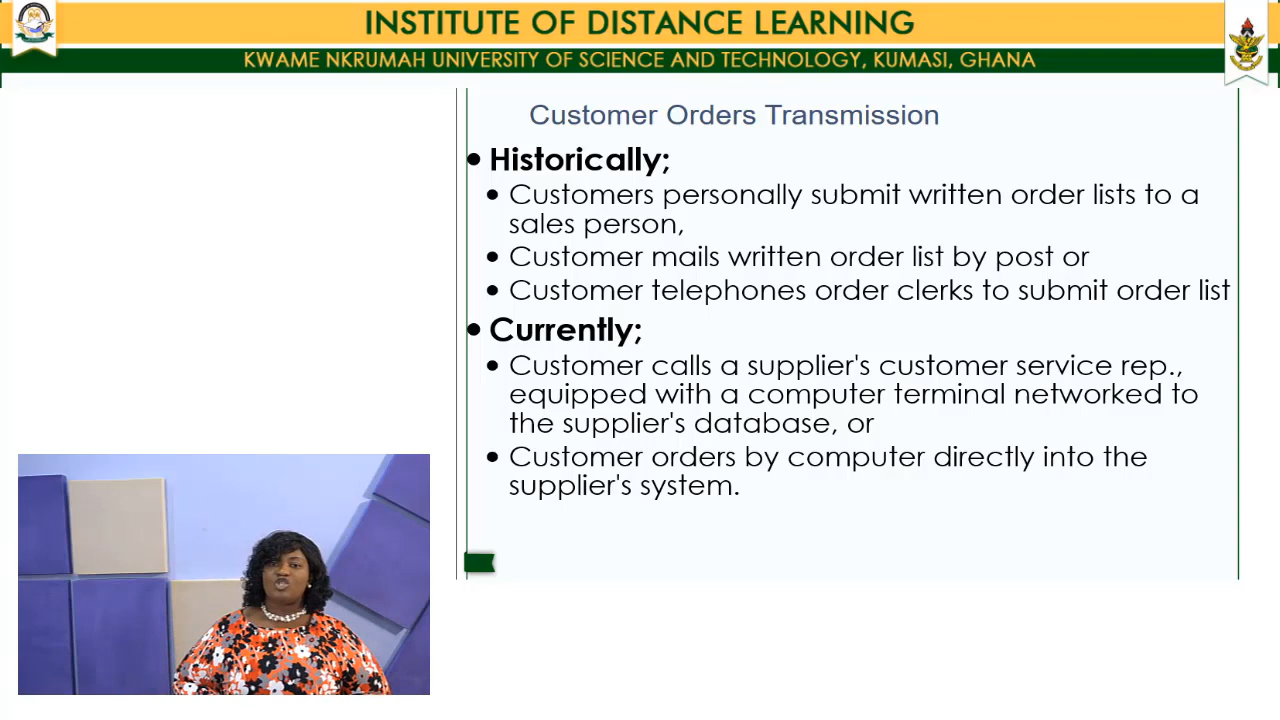 INSTITUTE OF DISTANCE LEARNING
KWAME NKRUMAH UNIVERSITY OF SCIENCE AND TECHNOLOGY, KUMASI, GHANA
Customer Orders Transmission
• Historically;
• Customers personally submit written order lists to a
sales person,
• Customer mails written order list by post or
• Customer telephones order clerks to submit order list
• Currently;
• Customer calls a supplier's customer service rep.,
equipped with a computer terminal networked to
the supplier's database, or
• Customer orders by computer directly into the
supplier's system.